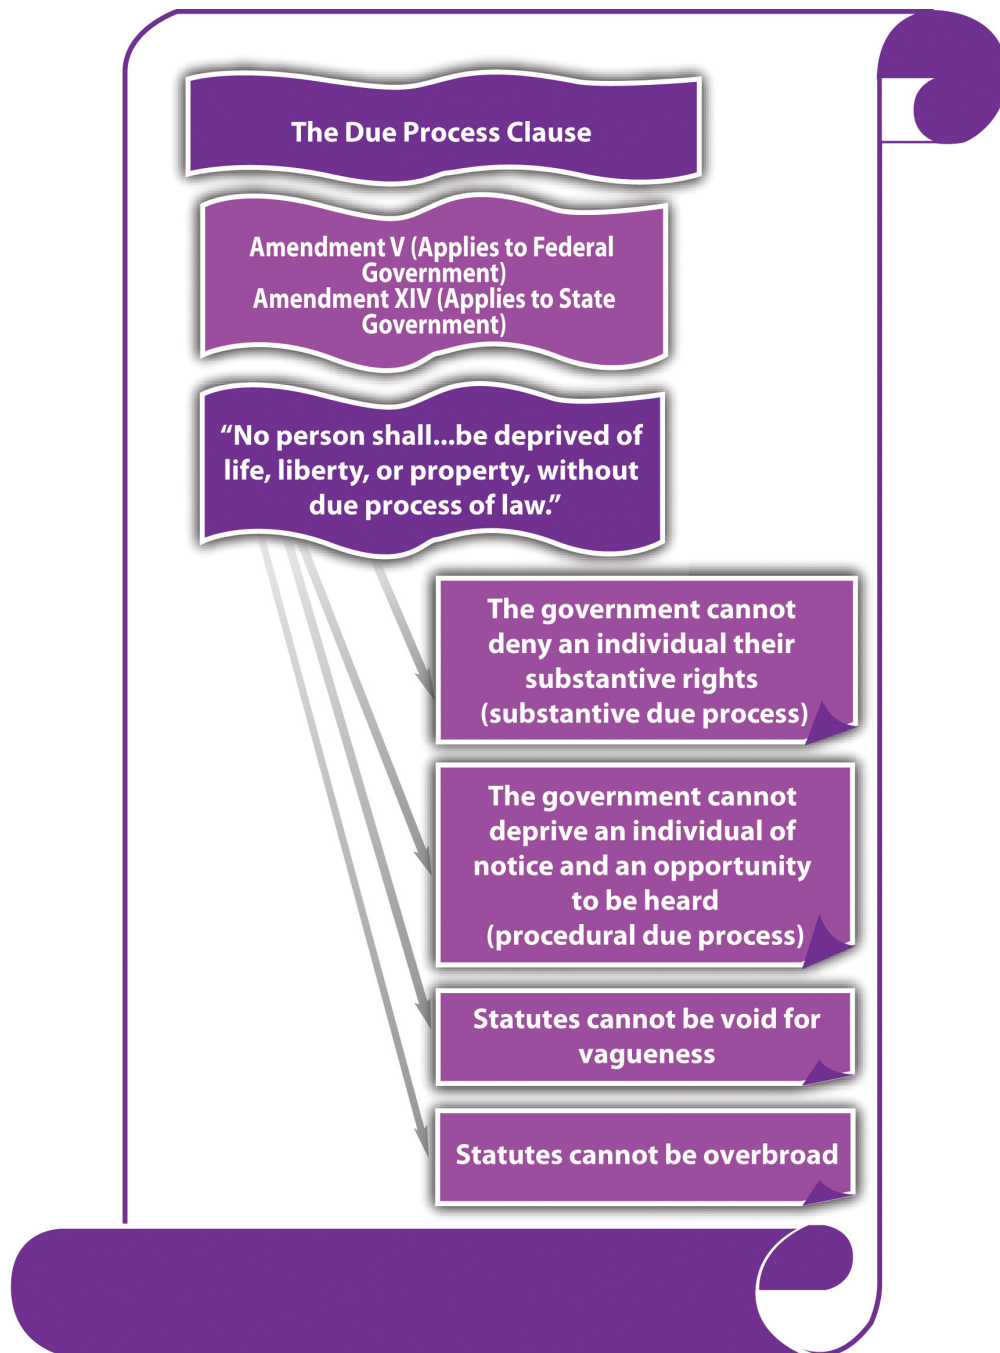 The Due Process Clause
Amendment V (Applies to Federal
Government)
Amendment XIV (Applies to State
Government)
“No person shall...be deprived of
life, liberty, or property, without
due process of law.”
The government cannot
deny an individual their
substantive rights
(substantive due process)
The government cannot
deprive an individual of
notice and an opportunity
to be heard
(procedural due process)
Statutes cannot be void for
vagueness
Statutes cannot be overbroad